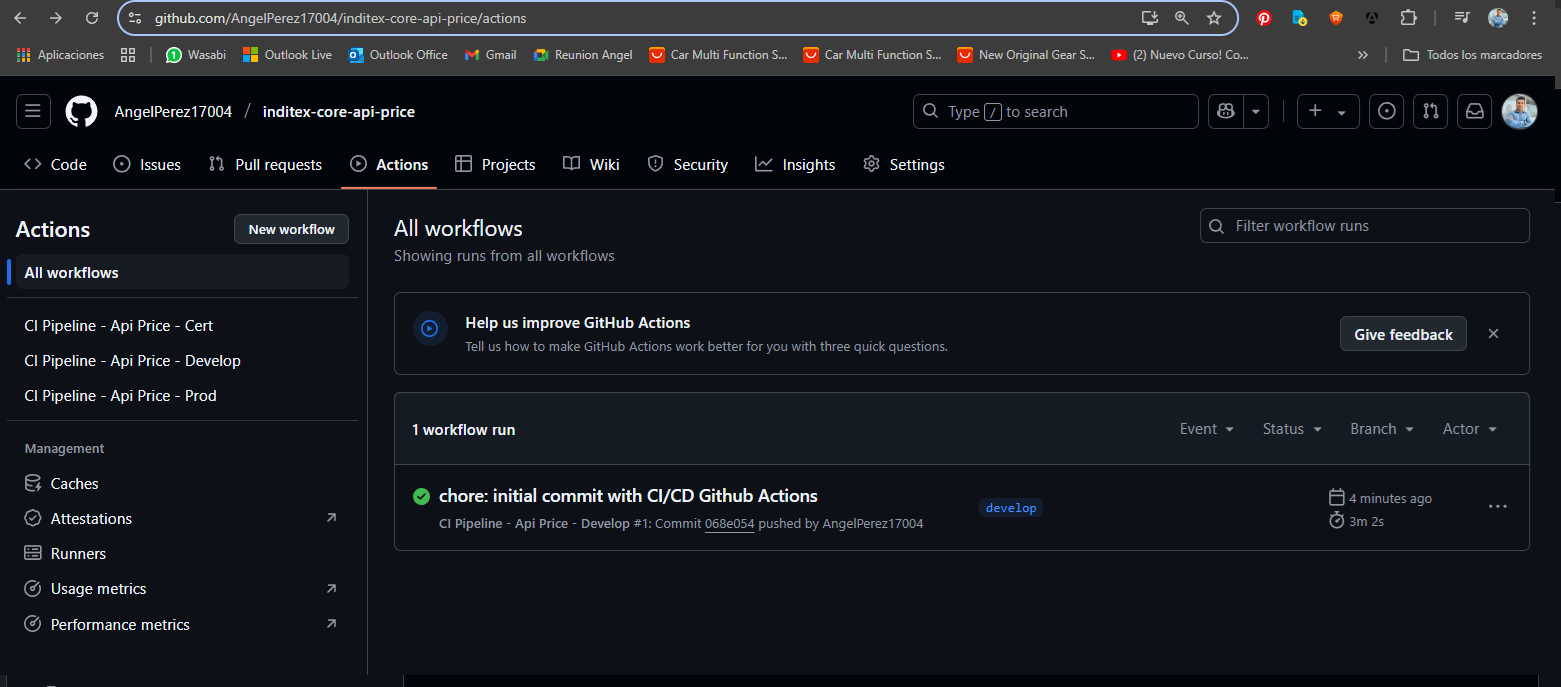 github.com/AngelPerez17004/inditex-core-api-price/actions
Aplicaciones
1 Wasabi
Outlook Live
Outlook Office
Gmail
Reunion Angel
Car Multi Function S...
Car Multi Function S...
New Original Gear S...
(2) Nuevo Curso! Co...
»
Todos los marcadores
AngelPerez17004 / inditex-core-api-price
Type / to search
Code
Issues
Pull requests
Actions
Projects
Wiki
Security
Insights
Settings
Actions
New workflow
All workflows
CI Pipeline - Api Price - Cert
CI Pipeline - Api Price - Develop
CI Pipeline - Api Price - Prod
Management
Caches
Attestations
Runners
Usage metrics
Performance metrics
All workflows
Showing runs from all workflows
Filter workflow runs
Help us improve GitHub Actions
Tell us how to make GitHub Actions work better for you with three quick questions.
Give feedback
1 workflow run
Event
Status
Branch
Actor
chore: initial commit with CI/CD Github Actions
CI Pipeline - Api Price - Develop #1: Commit 068e054 pushed by AngelPerez17004
develop
4 minutes ago
3m 2s